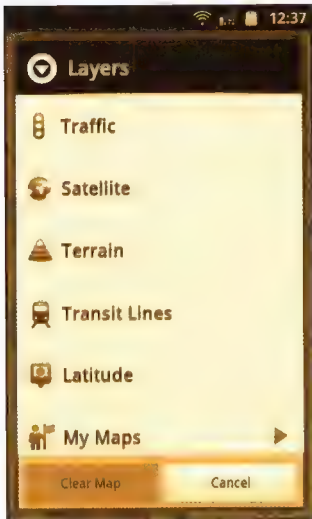 12:37
Layers
Traffic
Satellite
Terrain
Transit Lines
Latitude
My Maps
Clear Map
Cancel